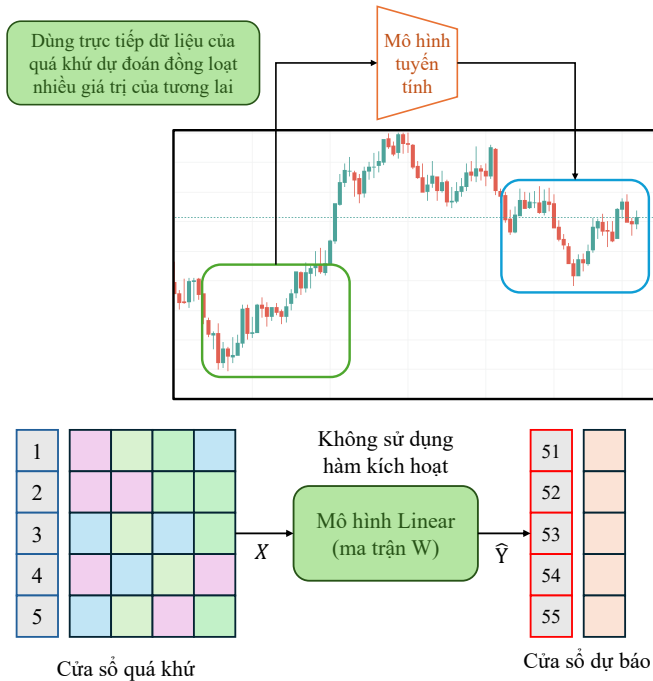 Dùng trực tiếp dữ liệu của
quá khứ dự đoán đồng loạt
nhiều giá trị của tương lai
Mô hình
tuyến
tính
Không sử dụng
hàm kích hoạt
1
2
3
4
5
X
Mô hình Linear
(ma trận W)
Ŷ
51
52
53
54
55
Cửa sổ quá khứ
Cửa sổ dự báo